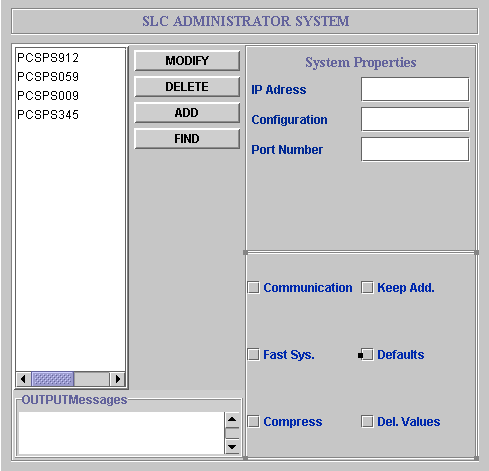 SLC ADMINISTRATOR SYSTEM
PCSPS912
PCSPS059
PCSPS009
PCSPS345
MODIFY
DELETE
ADD
FIND
System Properties
IP Adress
Configuration
Port Number
Communication
Keep Add.
Fast Sys.
Defaults
Compress
Del. Values
OUTPUTMessages